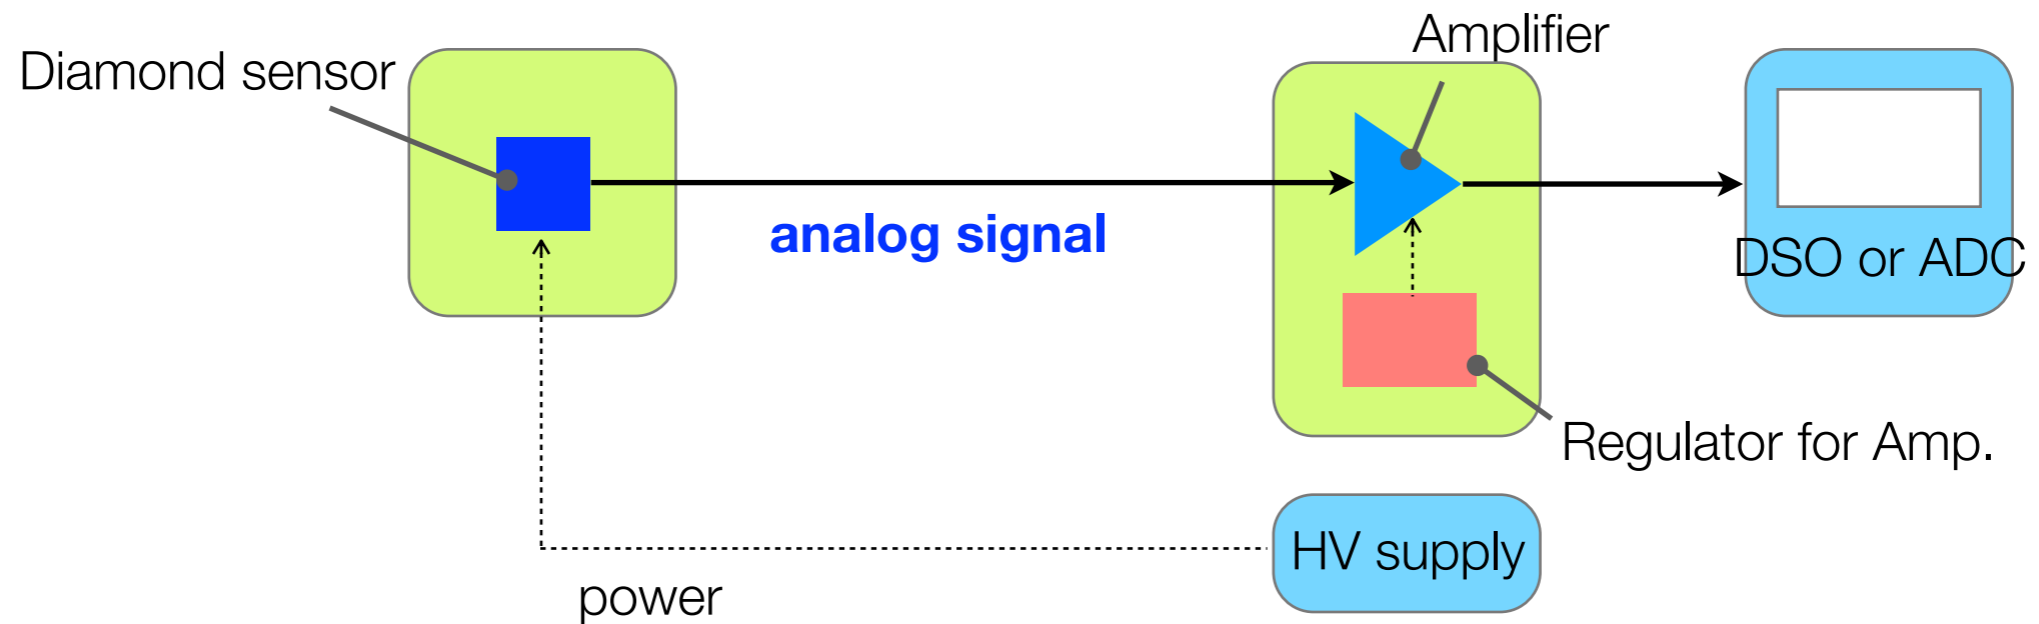 Diamond sensor
Amplifier
analog signal
DSO or ADC
Regulator for Amp.
HV supply
power